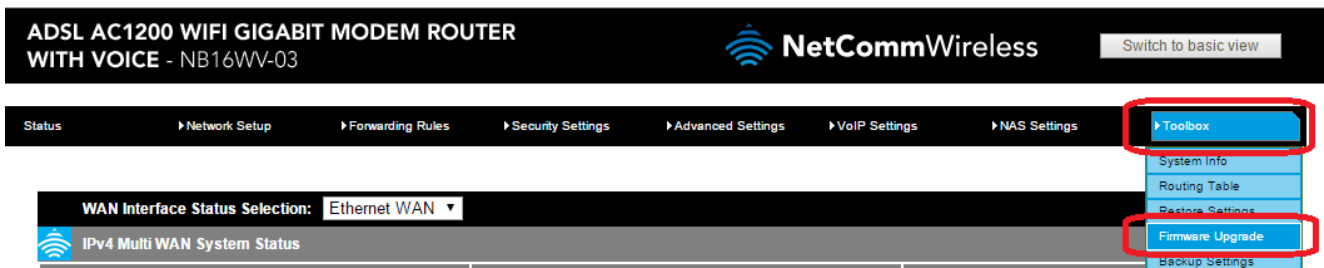 ADSL AC1200 WIFI GIGABIT MODEM ROUTER
WITH VOICE - NB16WV-03
NetCommWireless
Switch to basic view
Status Network Setup Forwarding Rules Security Settings Advanced Settings VoIP Settings NAS Settings Toolbox
System Info
Routing Table
Restore Settings
Firmware Upgrade
Backup Settings
WAN Interface Status Selection: Ethernet WAN
IPv4 Multi WAN System Status